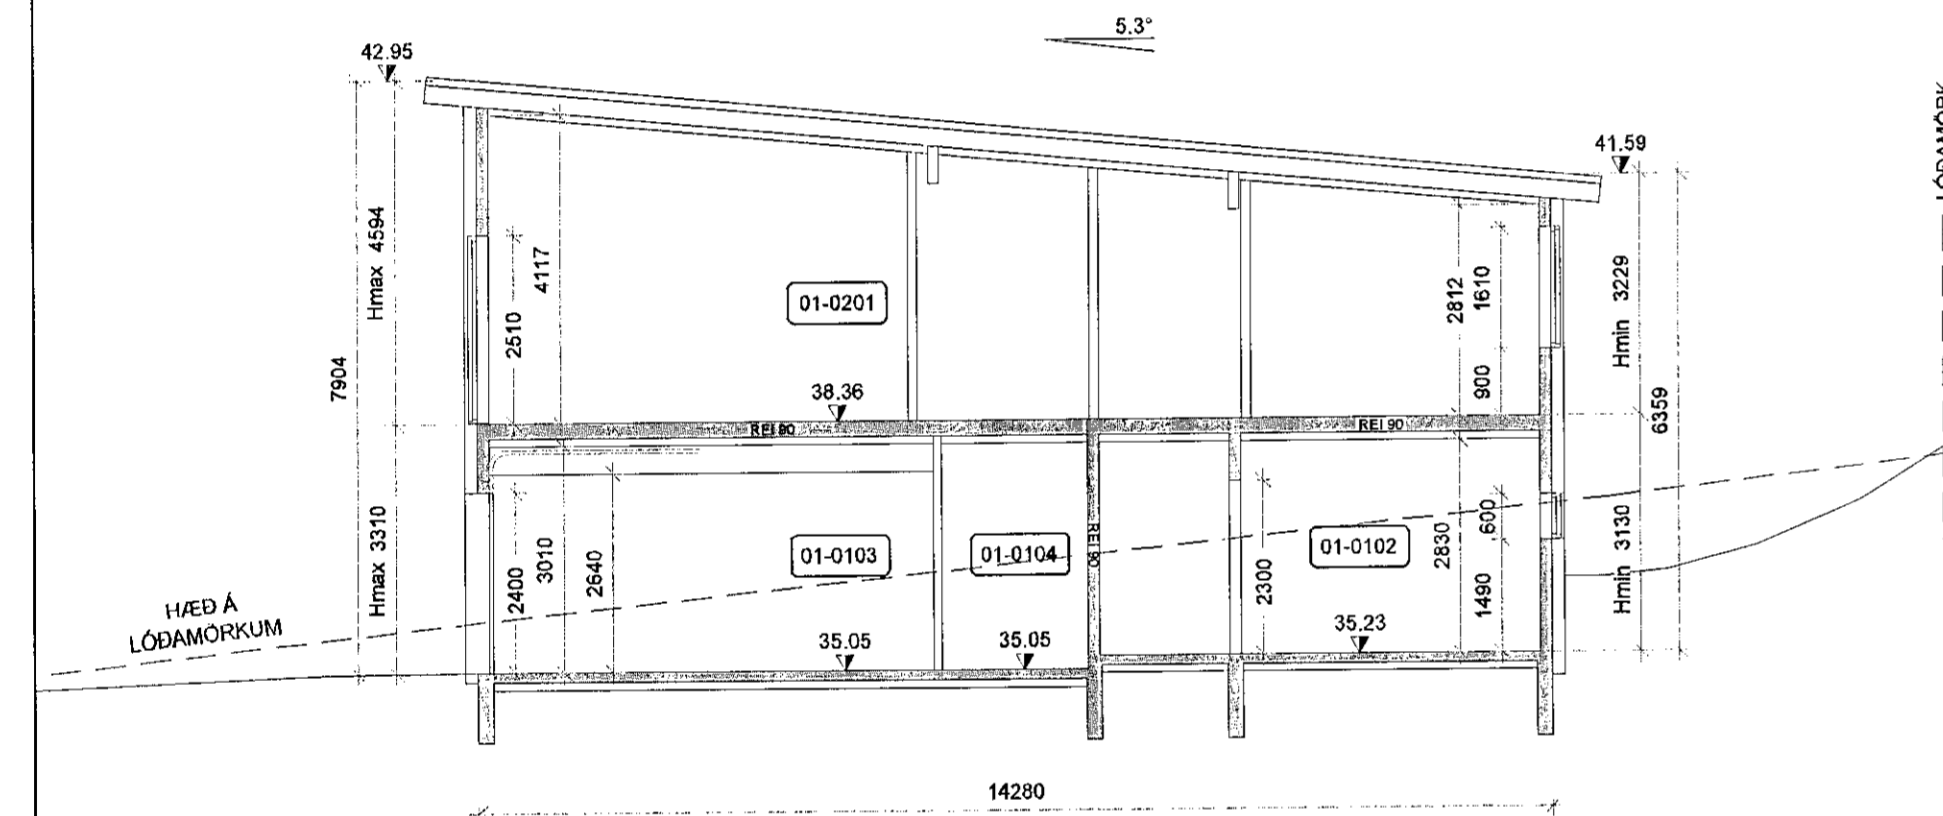 5.3°
42.95
41.59
LÓÐAMÖRK
Hmax 4594
4117
2510
7904
01-0201
2812
1610
900
Hmin 3229
6359
38.36
REI 90
REI 90
Hmax 3310
2400
3010
2640
01-0103
01-0104
REI 90
01-0102
2300
2830
600
1490
Hmin 3130
HÆÐ Á
LÓÐAMÖRKUM
35.05
35.05
35.23
14280